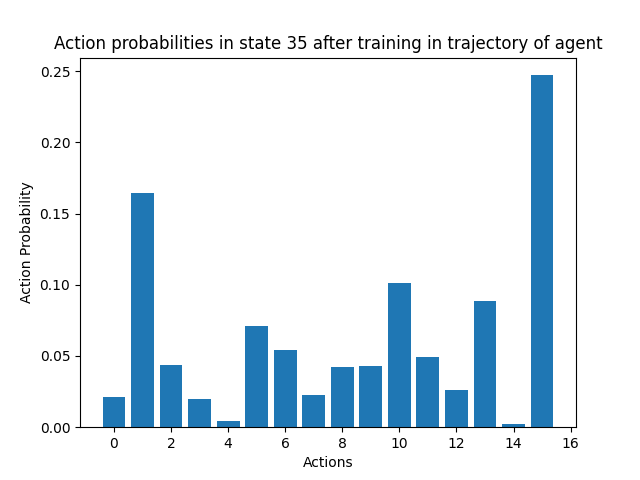 Action probabilities in state 35 after training in trajectory of agent
0.25
0.20
0.15
0.10
0.05
0.00
Action Probability
0 2 4 6 8 10 12 14 16
Actions